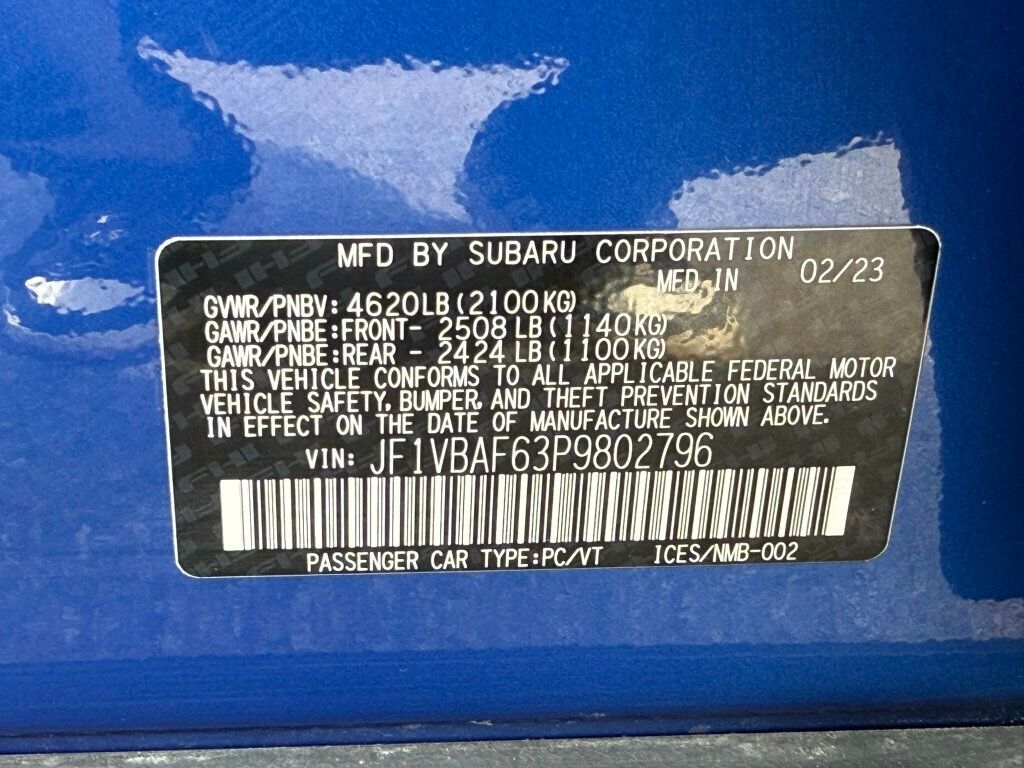 MFD BY SUBARU CORPORATION
MFD IN 02/23
GVWR/PNBV: 4620LB(2100KG)
GAWR/PNBE:FRONT- 2508 LB(1140KG)
GAWR/PNBE:REAR - 2424 LB(1100KG)
THIS VEHICLE CONFORMS TO ALL APPLICABLE FEDERAL MOTOR
VEHICLE SAFETY, BUMPER, AND THEFT PREVENTION STANDARDS
IN EFFECT ON THE DATE OF MANUFACTURE SHOWN ABOVE.
VIN: JF1VBAF63P9802796
PASSENGER CAR TYPE:PC/VT ICES/NMB-002